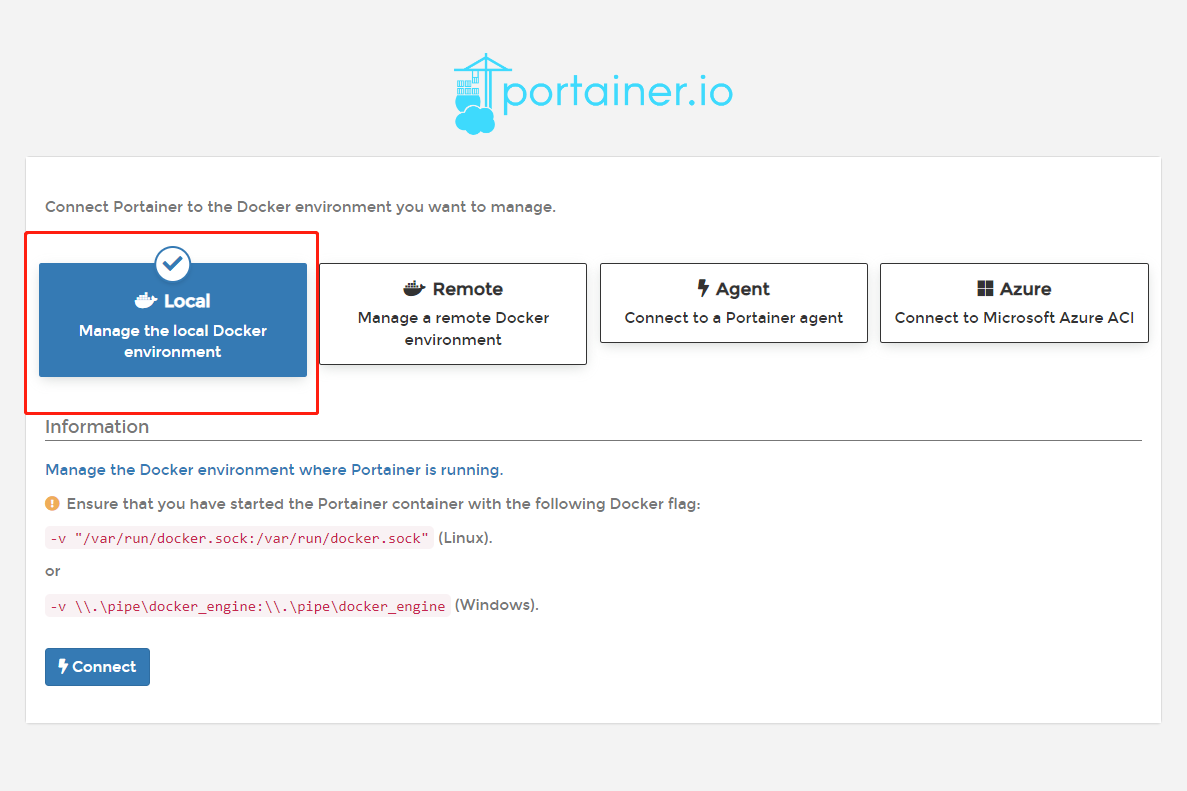 portainer.io
Connect Portainer to the Docker environment you want to manage.
Local
Manage the local Docker
environment
Remote
Manage a remote Docker
environment
Agent
Connect to a Portainer agent
Azure
Connect to Microsoft Azure ACI
Information
Manage the Docker environment where Portainer is running.
Ensure that you have started the Portainer container with the following Docker flag:
-v "/var/run/docker.sock:/var/run/docker.sock" (Linux).
or
-v \\.\pipe\docker_engine:\\.\pipe\docker_engine (Windows).
Connect